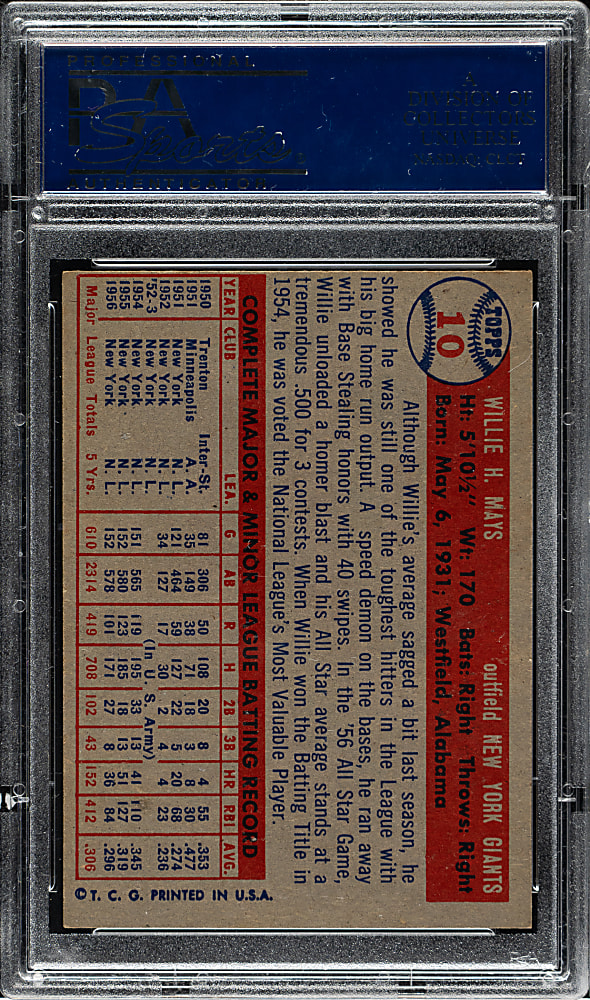 PROFESSIONAL
PSA
Sports
AUTHENTICATOR
A
DIVISION OF
COLLECTORS
UNIVERSE
NASDAQ: CLCT
TOPPS
10
WILLIE H. MAYS outfield NEW YORK GIANTS
Ht: 5'10½" Wt: 170 Bats: Right Throws: Right
Born: May 6, 1931; Westfield, Alabama
Although Willie's, average sagged a bit last season, he
showed he was still one of the toughest hitters in the League with
his big home run output. A speed demon on the bases, he ran away
with Base Stealing honors with 40 swipes. In the '56 All Star Game,
Willie unloaded a homer blast and his All Star average stands at a
tremendous .500 for 3 contests. When Willie won the Batting Title in
1954, he was voted the National League's Most Valuable Player.
COMPLETE MAJOR & MINOR LEAGUE BATTING RECORD
YEAR CLUB LEA. G AB R H 2B 3B HR RBI AVG.
1950 Trenton Inter-St. 81 306 50 108 20 8 4 55 .353
1951 Minneapolis A. A. 35 149 38 71 18 3 8 30 .477
1951 New York N. L. 121 464 59 127 22 5 20 68 .274
1952 New York N. L. 34 127 17 30 2 4 4 23 .236
'52-3 (In U. S. Army)
1954 New York N. L. 151 565 119 195 33 13 41 110 .345
1955 New York N. L. 152 580 123 185 18 13 51 127 .319
1956 New York N. L. 152 578 101 171 27 8 36 84 .296
Major League Totals 5 Yrs. 610 2314 419 708 102 43 152 412 .306
© T. C. G. PRINTED IN U.S.A.